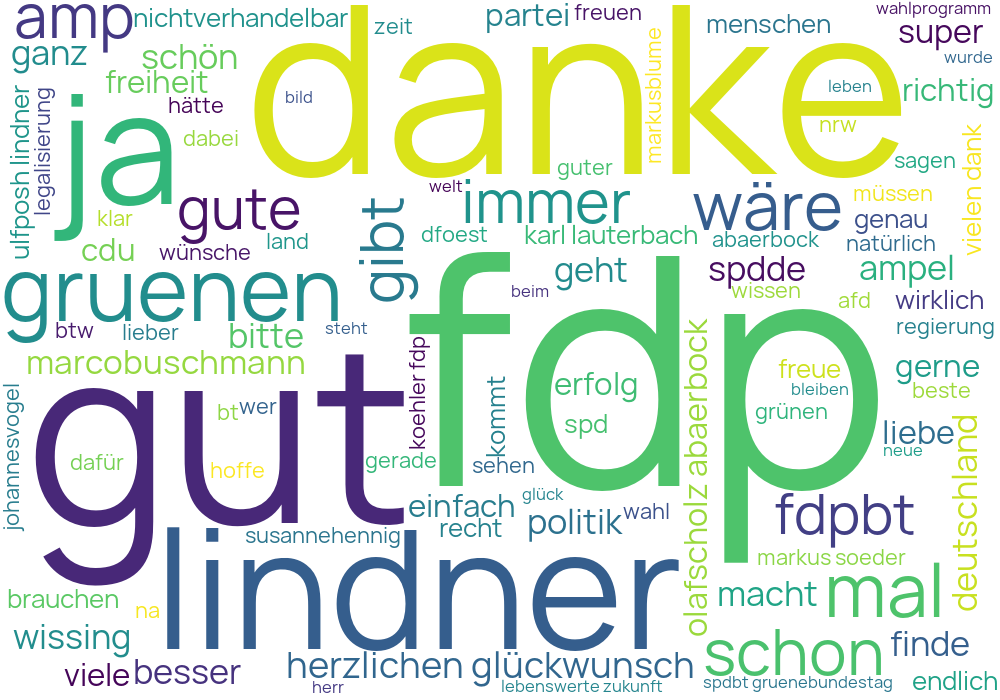 amp
nichtverhandelbar
zeit
partei
freuen
wahlprogramm
menschen
super
ganz
schön
danke
wurde
freiheit
bild
markusblume
leben
richtig
hätte
ulfposh lindner
legalisierung
ja
dabei
nrw
guter
sagen
vielen dank
welt
immer
wäre
müssen
klar
gute
gibt
genau
cdu
wünsche
land
dfoest
karl lauterbach
abaerbock
natürlich
gruenen
geht
spdde
ampel
beim
wissen
afd
wirklich
btw
lieber
bitte
steht
fdp
regierung
marcobuschmann
koehler fdp
olafscholz abaerbock
freue
gerne
johannesvogel
gut
kommt
erfolg
bleiben
beste
bt
wer
spd
grünen
deutschland
liebe
neue
dafür
hoffe
gerade
sehen
einfach
glück
fdpbt
recht
politik
wahl
susannehennig
lindner
markus soeder
brauchen
na
macht
mal
wissing
schon
finde
viele
besser
herzlichen glückwunsch
herr
lebenswerte zukunft
spdbt gruenebundestag
endlich